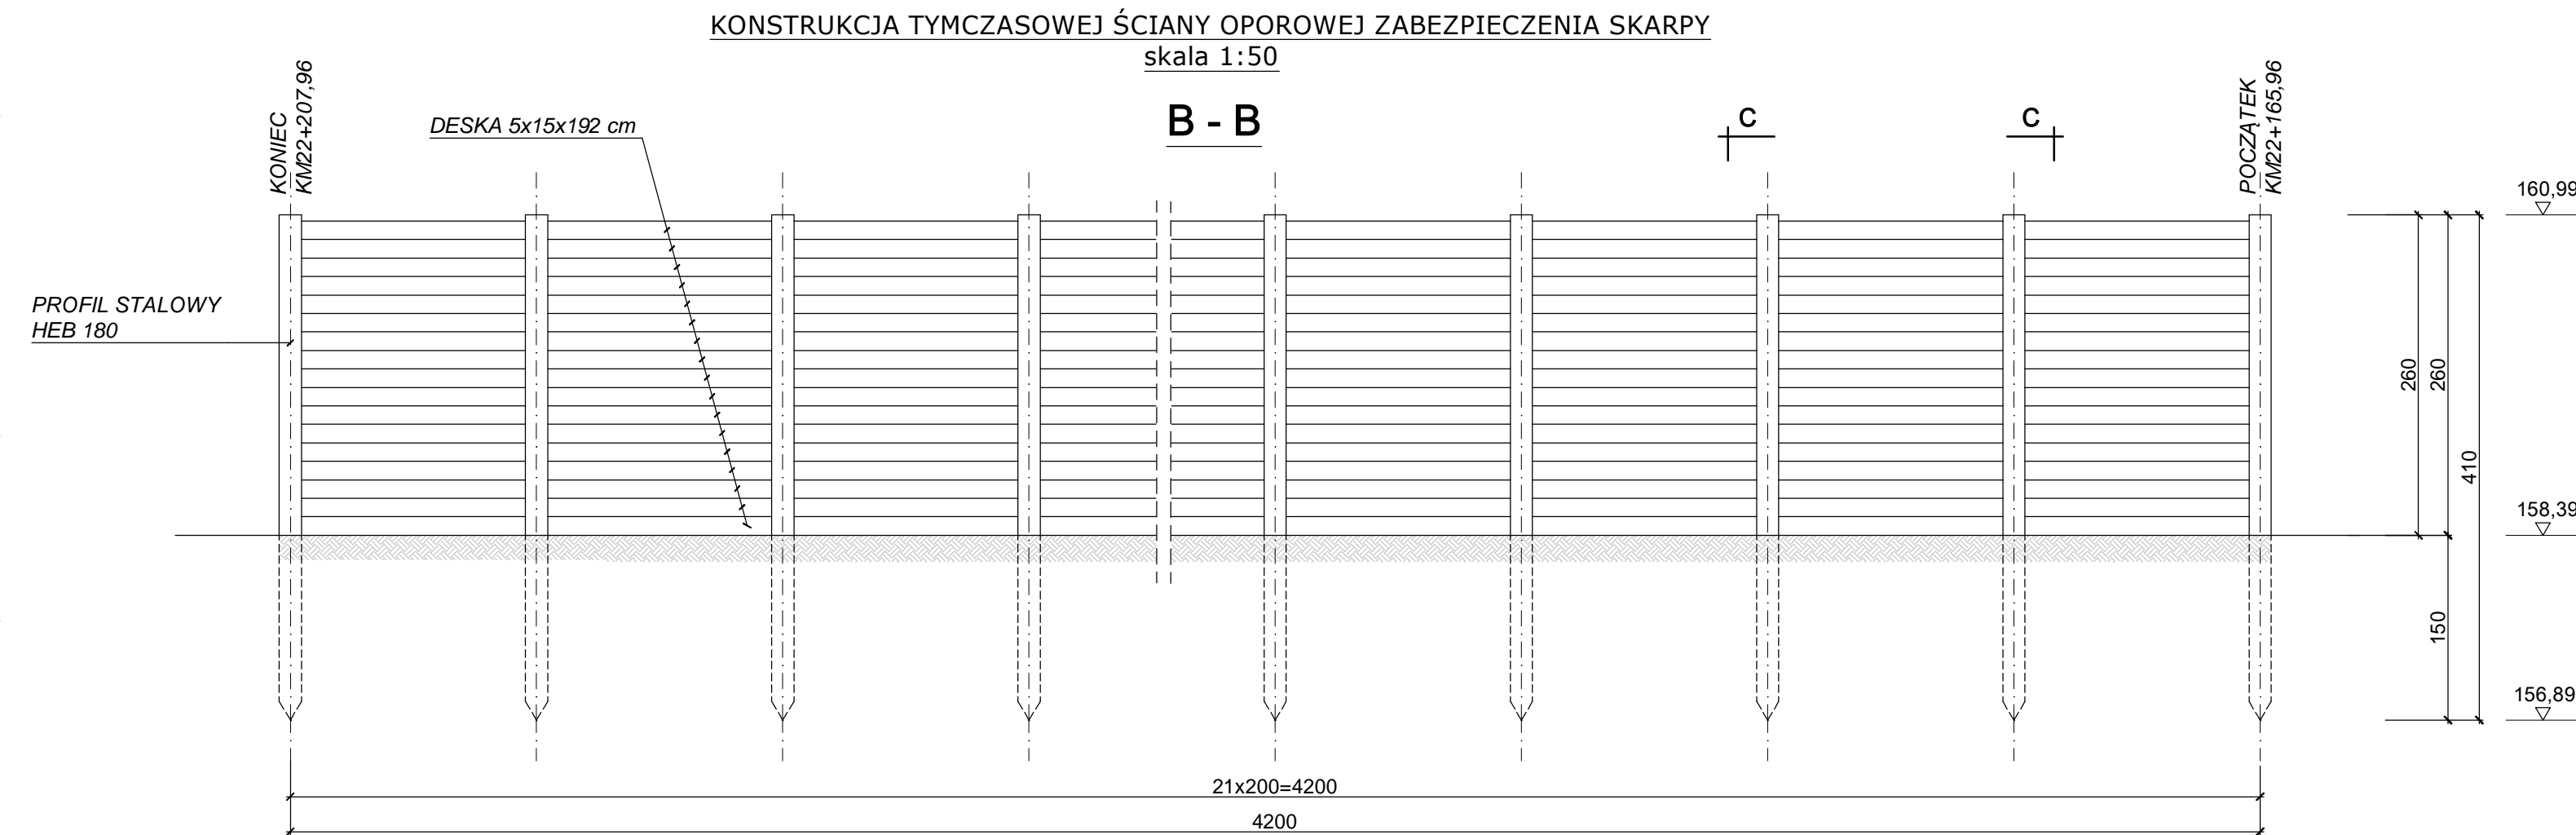 KONSTRUKCJA TYMCZASOWEJ ŚCIANY OPOROWEJ ZABEZPIECZENIA SKARPY
skala 1:50
KONIEC
KM22+207,96
DESKA 5x15x192 cm
B - B
C
C
POCZĄTEK
KM22+165,96
160,99
PROFIL STALOWY
HEB 180
260
260
410
158,39
150
156,89
21x200=4200
4200